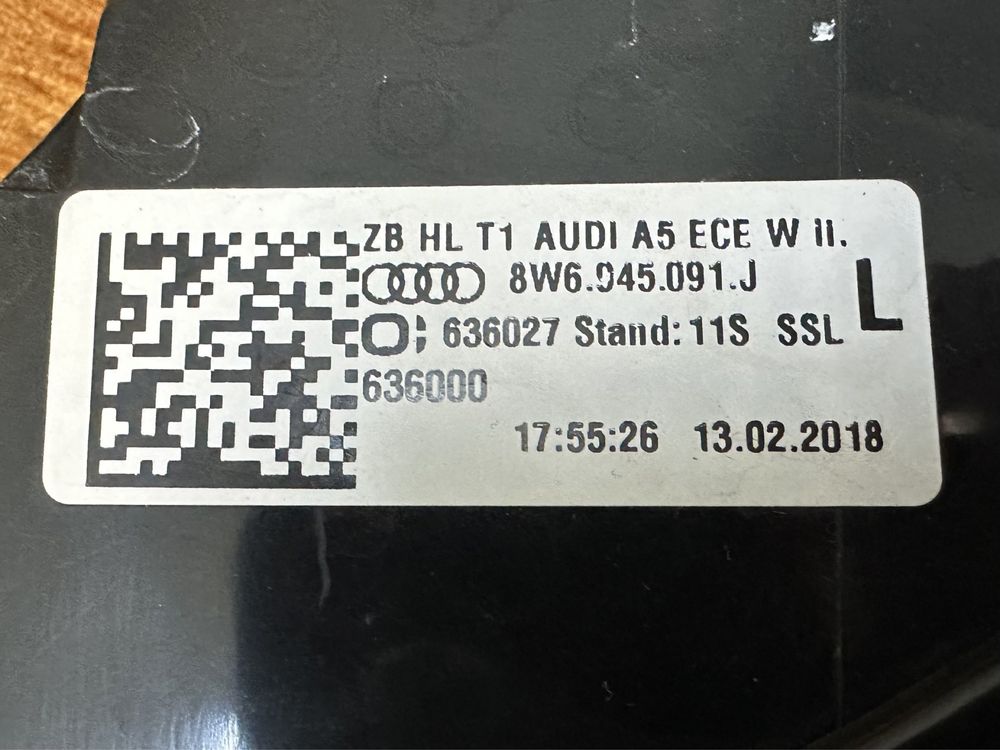 ZB HL T1 AUDI A5 ECE W II.
8W6.945.091.J
L
636027 Stand: 11S SSL
636000
17:55:26 13.02.2018